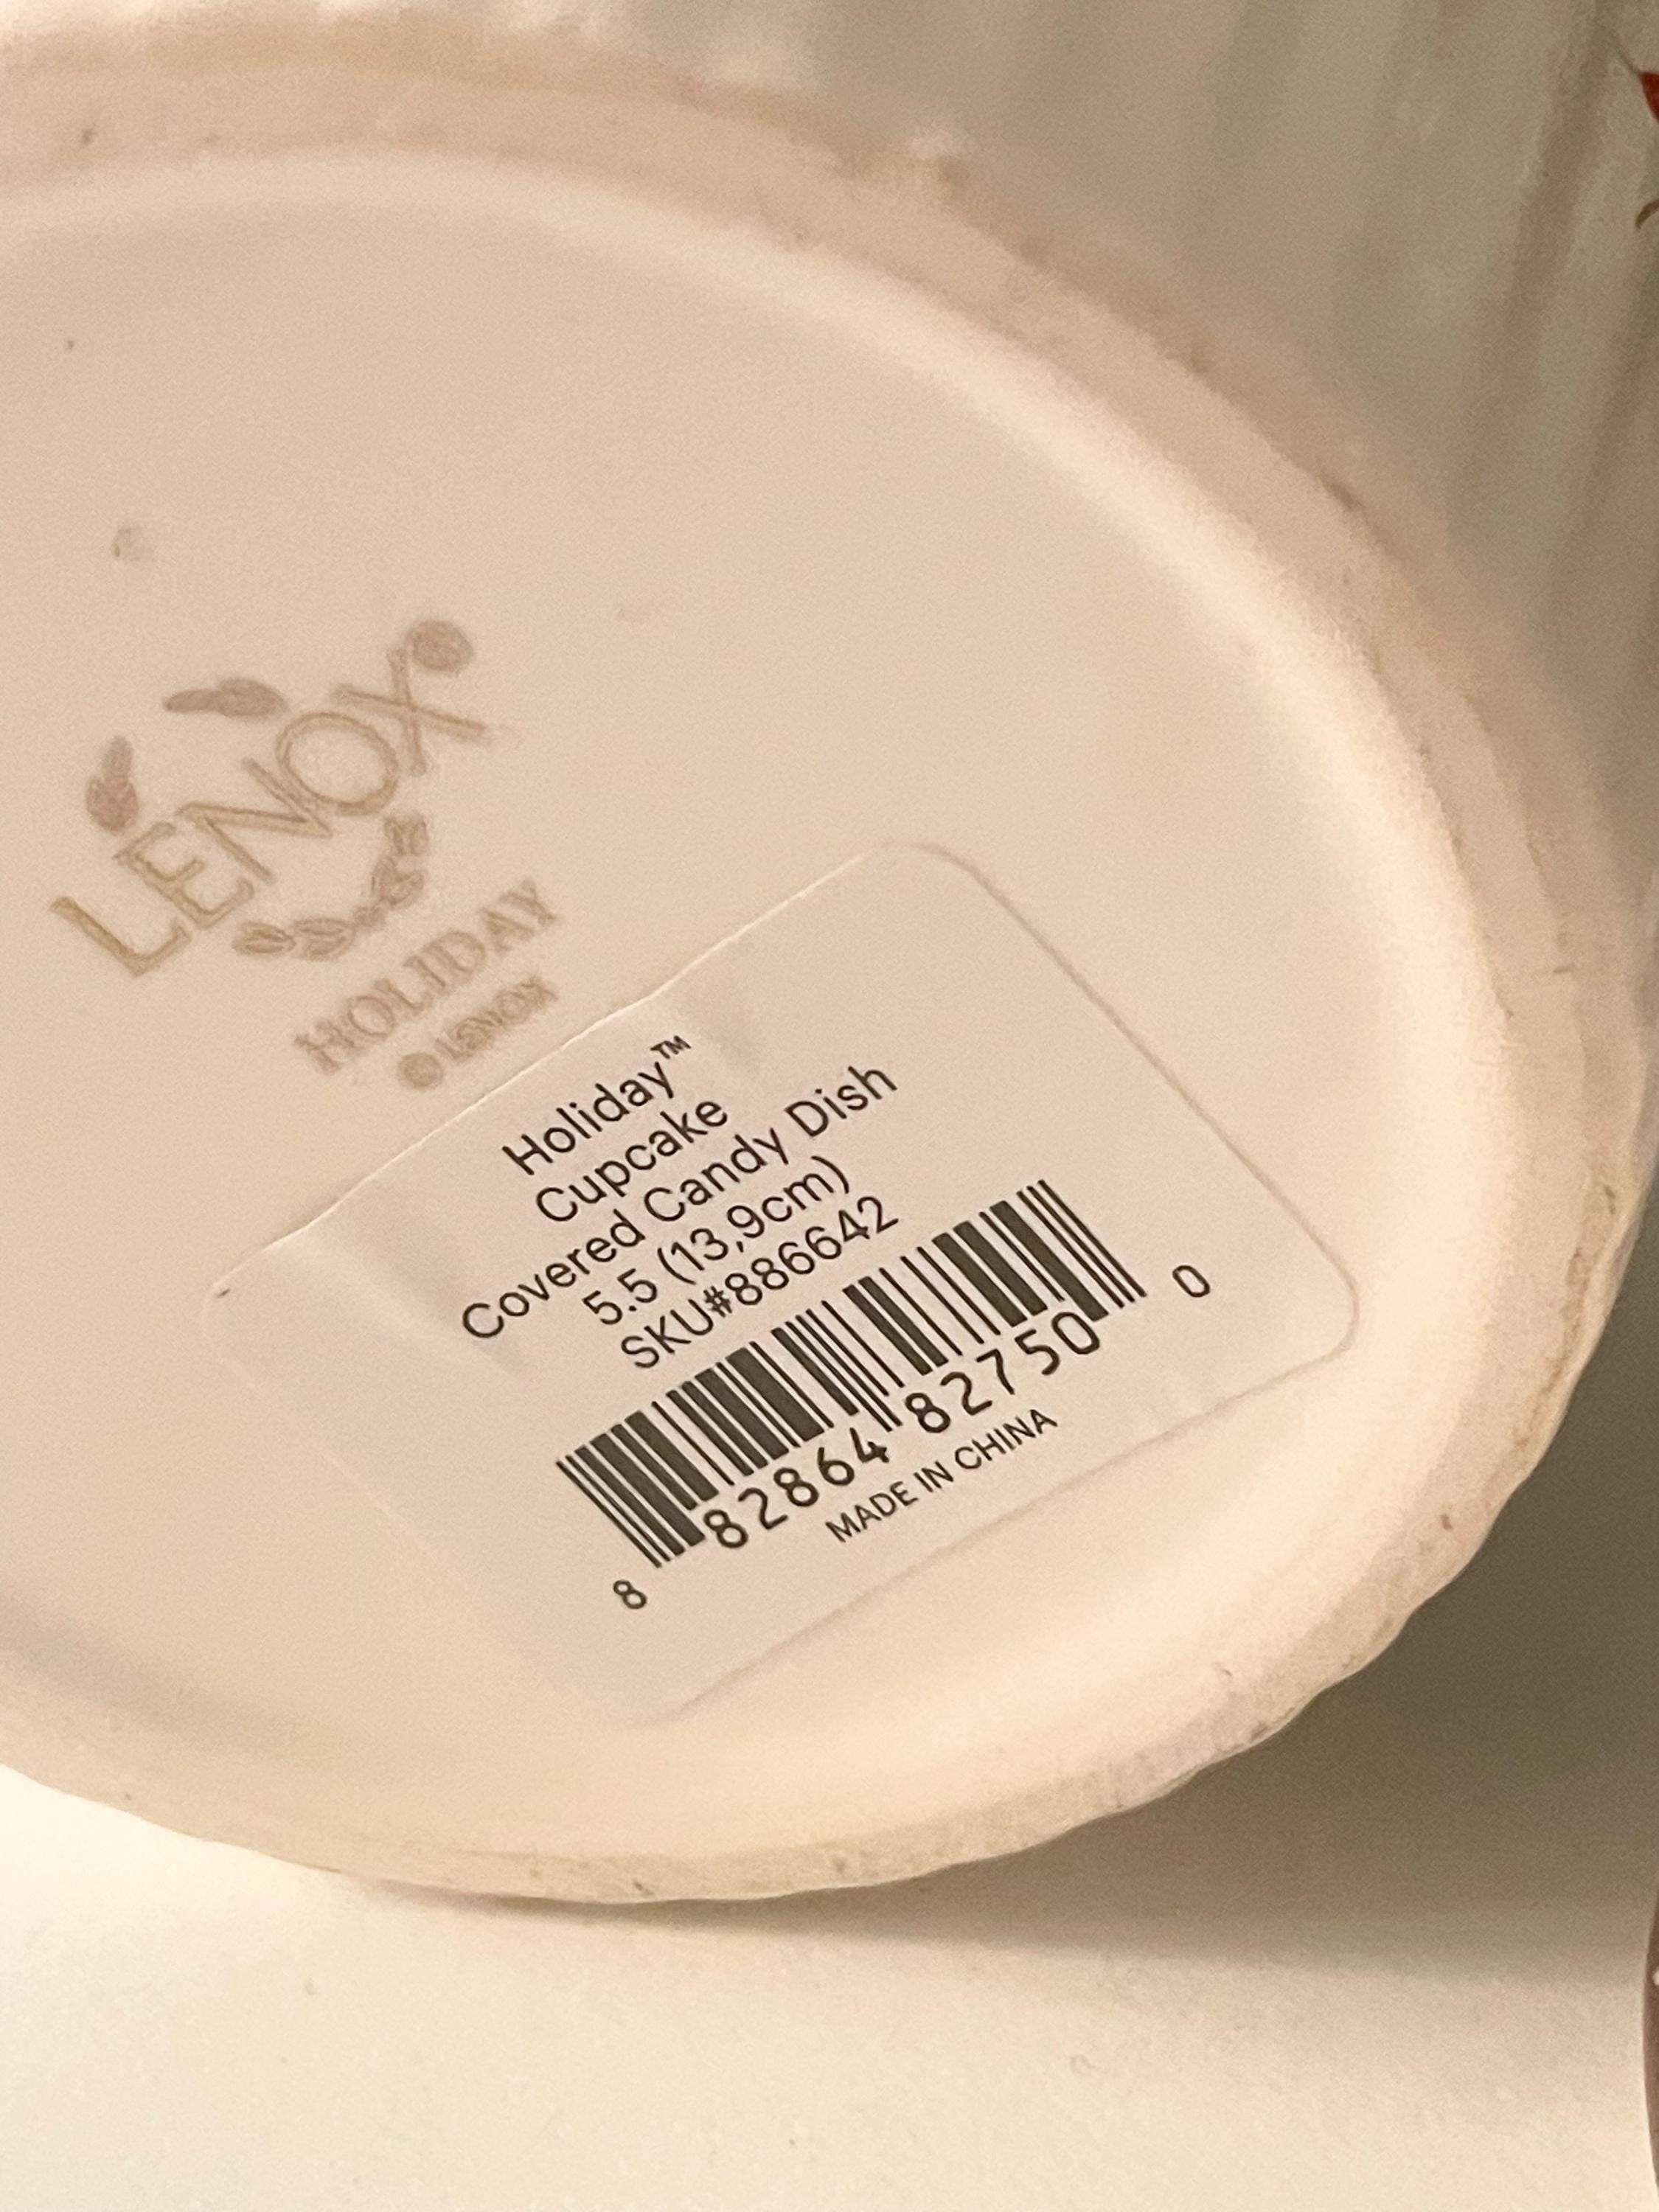 LENOX
HOLIDAY
© LENOX
Holiday™
Cupcake
Covered Candy Dish
5.5 (13,9cm)
SKU#886642
8 82864 82750 0
MADE IN CHINA